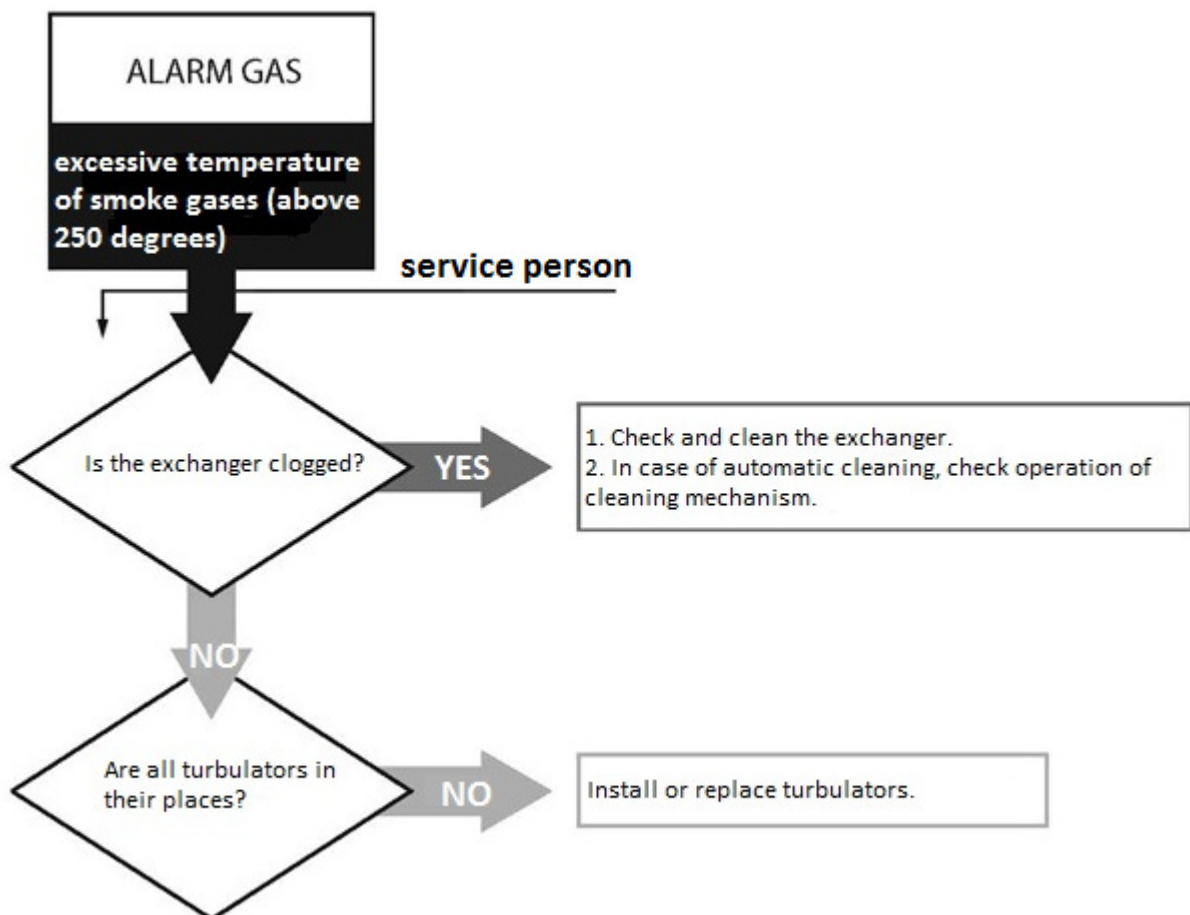 ALARM GAS
excessive temperature
of smoke gases (above
250 degrees)
service person
Is the exchanger clogged?
YES
1. Check and clean the exchanger.
2. In case of automatic cleaning, check operation of
cleaning mechanism.
NO
Are all turbulators in
their places?
NO
Install or replace turbulators.